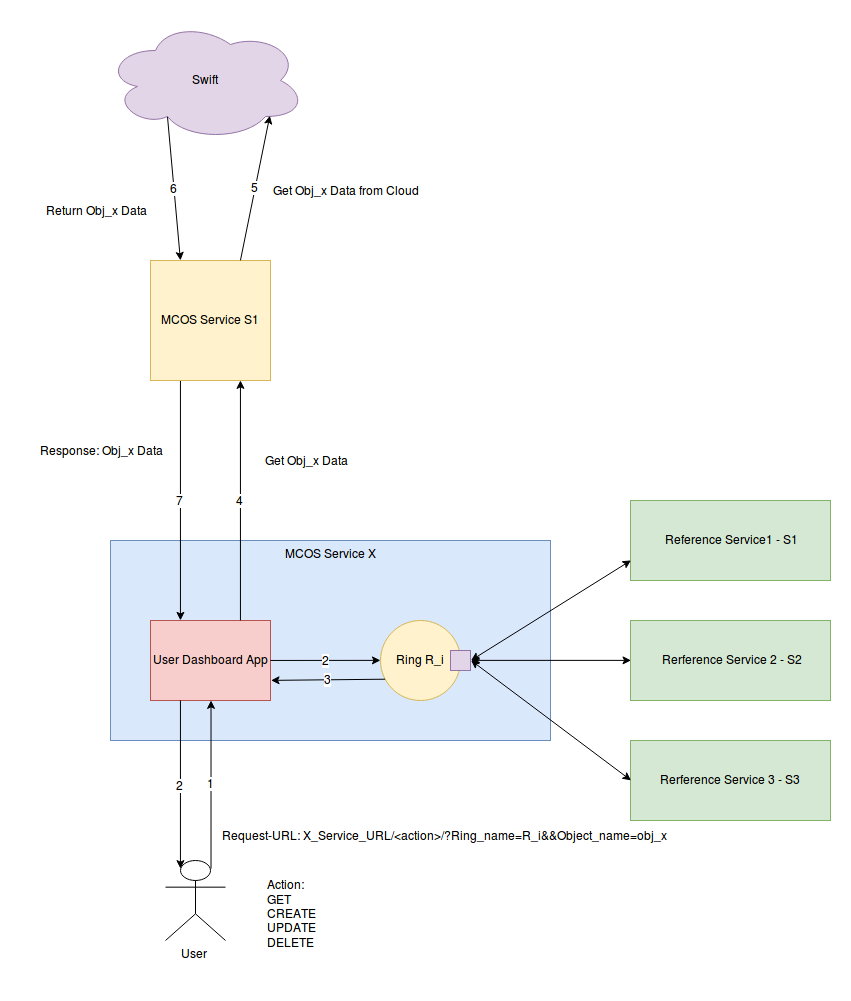 Swift
6
5
Get Obj_x Data from Cloud
Return Obj_x Data
MCOS Service S1
Response: Obj_x Data
Get Obj_x Data
7
4
MCOS Service X
Reference Service1 - S1
User Dashboard App
2
3
Ring R_i
Rerference Service 2 - S2
Rerference Service 3 - S3
2
1
Request-URL: X_Service_URL/<action>/?Ring_name=R_i&&Object_name=obj_x
Action:
GET
CREATE
UPDATE
DELETE
User